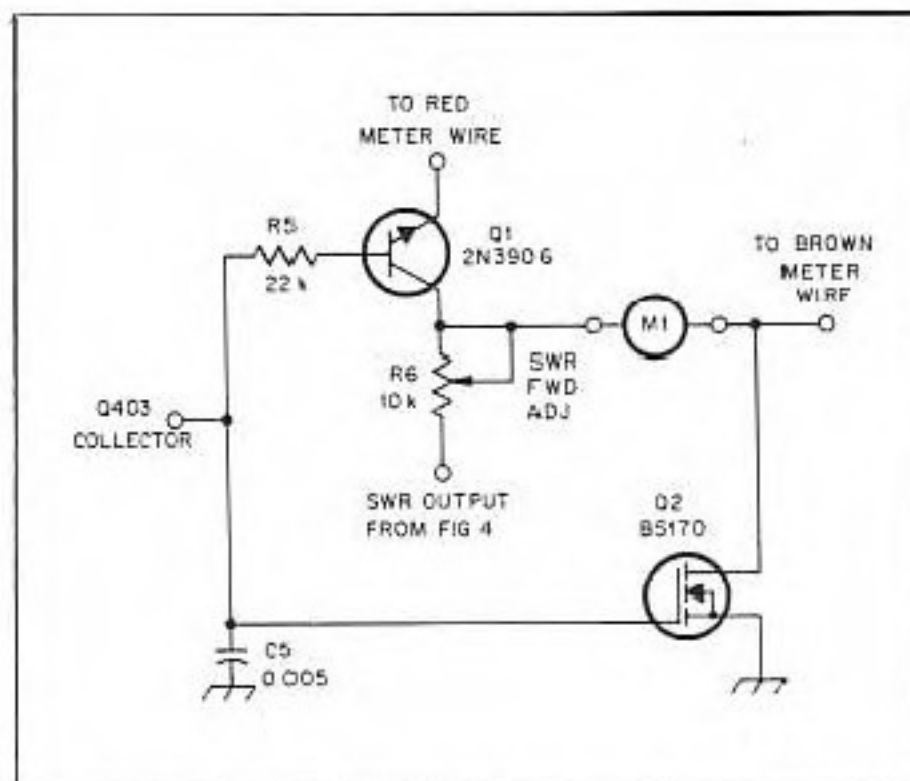 TO RED
METER WIRE
R5
22 k
Q1
2N3906
TO BROWN
METER
WIRE
M1
R6
10 k
SWR
FWD
ADJ
Q403
COLLECTOR
SWR OUTPUT
FROM FIG 4
Q2
BS170
C5
0.005